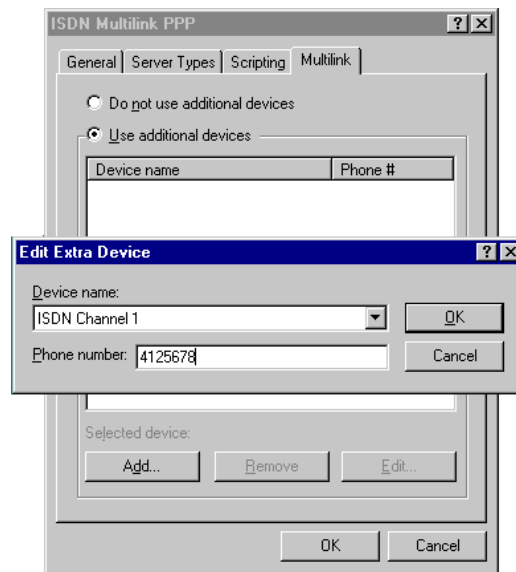 ISDN Multilink PPP
General Server Types Scripting Multilink
Do not use additional devices
Use additional devices
Device name Phone #
Edit Extra Device
Device name:
ISDN Channel 1 OK
Phone number: 4125678 Cancel
Selected device:
Add... Remove Edit...
OK Cancel